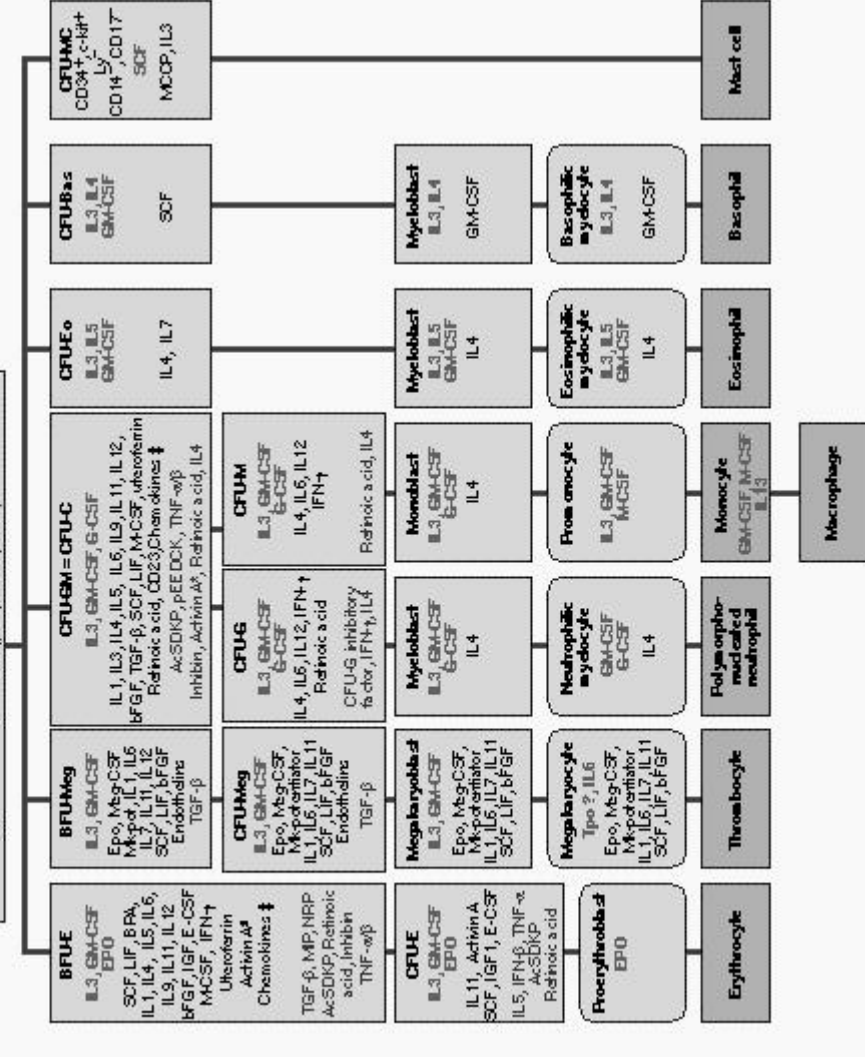 BFU-E
IL3, GM-CSF
EPO
SCF, LIF, BPA,
IL1, IL4, IL5, IL6,
IL9, IL11, IL12
bFGF, IGF, E-CSF
M-CSF, IFN-†
Uteroferrin
Activin A*
Chemokines ‡
TGF-β, MIP, NRP
AcSDKP, Retinoic
acid, Inhibin
TNF-α/β
CFU-E
IL3, GM-CSF
EPO
IL11, Activin A
SCF, IGF1, E-CSF
IL5, IFN-β, TNF-α
AcSDKP
Retinoic acid
Proerythroblast
EPO
Erythrocyte
BFU-Meg
IL3, GM-CSF
Epo, Meg-CSF
Mk-pot, IL1, IL6
IL7, IL11, IL12
SCF, LIF, bFGF
Endothelins
TGF-β
CFU-Meg
IL3, GM-CSF
Epo, Meg-CSF,
Mk-potentiator
IL1, IL6, IL7, IL11
SCF, LIF, bFGF
Endothelins
TGF-β
Megakaryoblast
IL3, GM-CSF
Epo, Meg-CSF,
Mk-potentiator
IL1, IL6, IL7, IL11
SCF, LIF, bFGF
Megakaryocyte
Tpo ?, IL6
Epo, Meg-CSF,
Mk-potentiator
IL1, IL6, IL7, IL11
SCF, LIF, bFGF
Thrombocyte
CFU-GM = CFU-C
IL3, GM-CSF, G-CSF
IL1, IL3, IL4, IL5, IL6, IL9, IL11, IL12,
bFGF, TGF-β, SCF, LIF, M-CSF, uteroferrin
Retinoic acid, CD23, Chemokines ‡
AcSDKP, pEEDCK, TNF-α/β
Inhibin, Activin A*, Retinoic acid, IL4
CFU-G
IL3, GM-CSF
G-CSF
IL4, IL6, IL12, IFN-†
Retinoic acid
CFU-G inhibitory
factor, IFN-†, IL4
Myeloblast
IL3, GM-CSF
G-CSF
IL4
Neutrophilic
myelocyte
GM-CSF
G-CSF
IL4
Polymorpho-
nucleated
neutrophil
CFU-M
IL3, GM-CSF
G-CSF
IL4, IL6, IL12
IFN-†
Retinoic acid, IL4
Monoblast
IL3, GM-CSF
G-CSF
IL4
Promonocyte
IL3, GM-CSF
M-CSF
Monocyte
GM-CSF, M-CSF
IL13
Macrophage
CFU-Eo
IL3, IL5
GM-CSF
IL4, IL7
Myeloblast
IL3, IL5
GM-CSF
IL4
Eosinophilic
myelocyte
IL3, IL5
GM-CSF
IL4
Eosinophil
CFU-Bas
IL3, IL4
GM-CSF
SCF
Myeloblast
IL3, IL4
GM-CSF
Basophilic
myelocyte
IL3, IL4
GM-CSF
Basophil
CFU-MC
CD34+, c-kit+
Ly-
CD14-, CD17-
SCF
MCCP, IL3
Mast cell